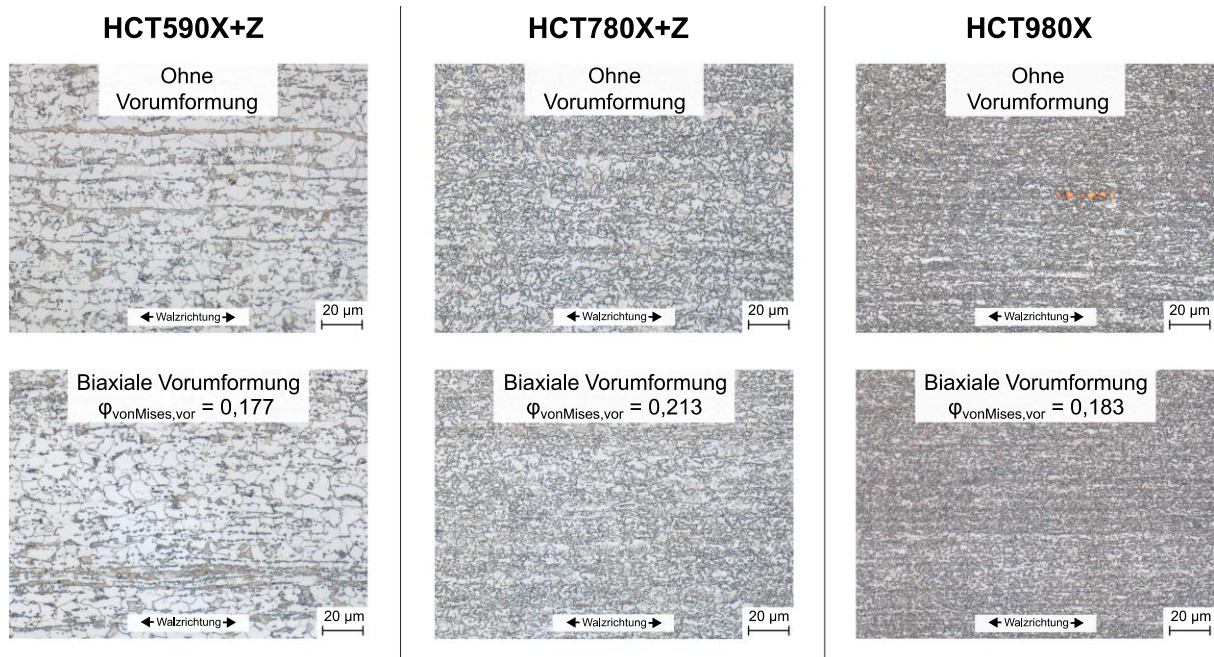 HCT590X+Z
Ohne
Vorumformung
← Walzrichtung →
20 µm
Biaxiale Vorumformung
φvonMises,vor = 0,177
← Walzrichtung →
20 µm
HCT780X+Z
Ohne
Vorumformung
← Walzrichtung →
20 µm
Biaxiale Vorumformung
φvonMises,vor = 0,213
← Walzrichtung →
20 µm
HCT980X
Ohne
Vorumformung
← Walzrichtung →
20 µm
Biaxiale Vorumformung
φvonMises,vor = 0,183
← Walzrichtung →
20 µm